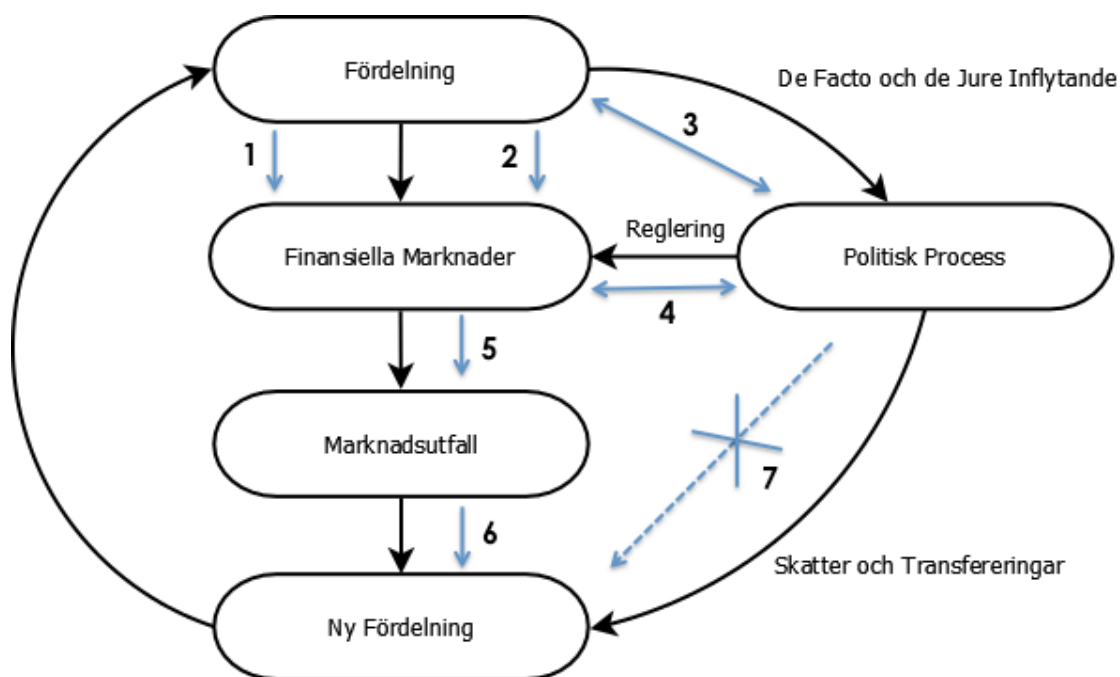 Fördelning
De Facto och de Jure Inflytande
1
2
3
Reglering
Finansiella Marknader
Politisk Process
4
5
Marknadsutfall
7
6
Skatter och Transfereringar
Ny Fördelning